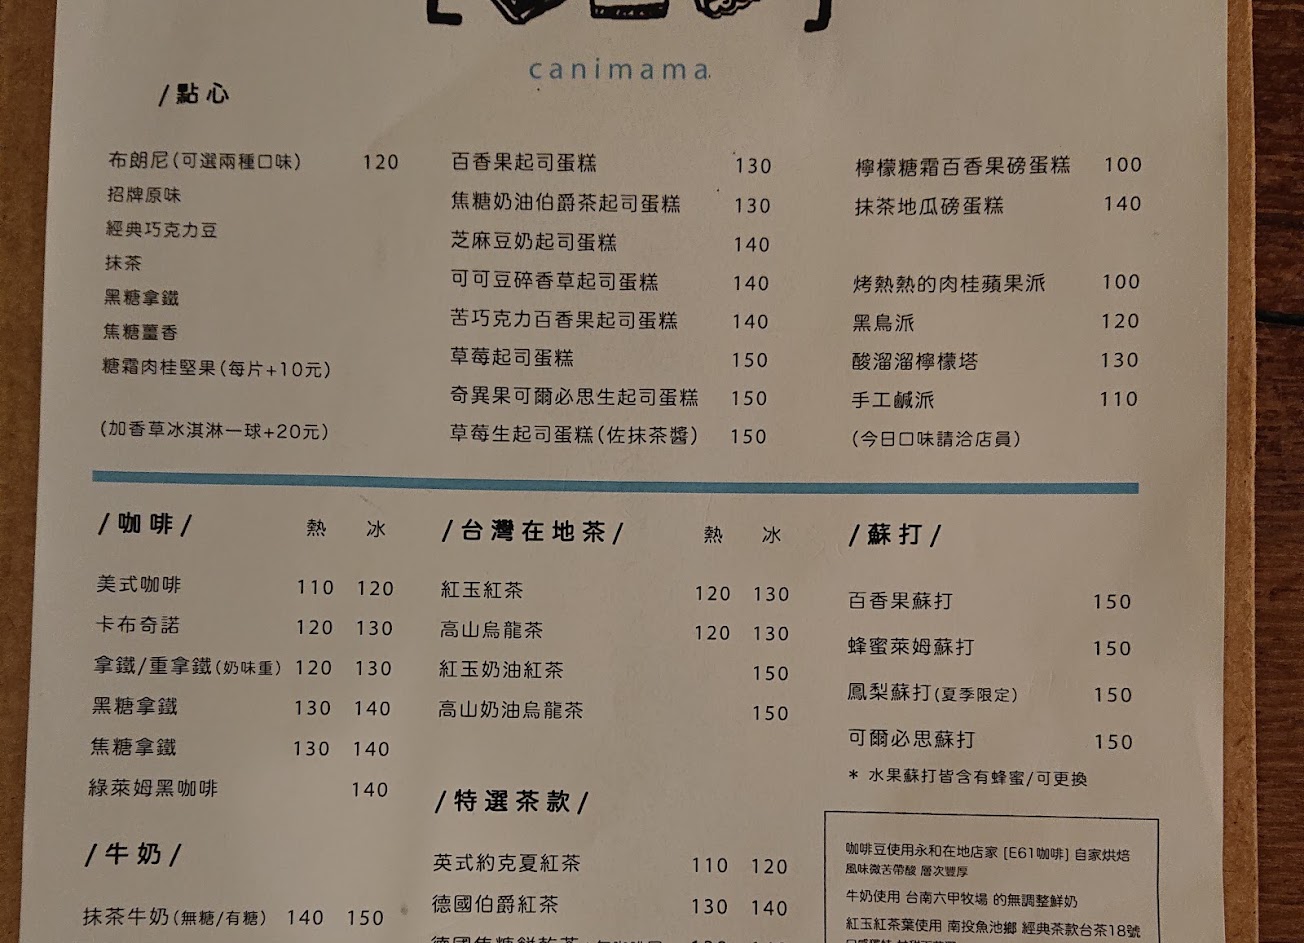 canimama.
/點心
布朗尼(可選兩種口味) 120
招牌原味
經典巧克力豆
抹茶
黑糖拿鐵
焦糖薑香
糖霜肉桂堅果(每片+10元)
(加香草冰淇淋一球+20元)
百香果起司蛋糕 130
焦糖奶油伯爵茶起司蛋糕 130
芝麻豆奶起司蛋糕 140
可可豆碎香草起司蛋糕 140
苦巧克力百香果起司蛋糕 140
草莓起司蛋糕 150
奇異果可爾必思生起司蛋糕 150
草莓生起司蛋糕(佐抹茶醬) 150
檸檬糖霜百香果磅蛋糕 100
抹茶地瓜磅蛋糕 140
烤熱熱的肉桂蘋果派 100
黑鳥派 120
酸溜溜檸檬塔 130
手工鹹派 110
(今日口味請洽店員)
/咖啡/ 熱 冰
美式咖啡 110 120
卡布奇諾 120 130
拿鐵/重拿鐵(奶味重) 120 130
黑糖拿鐵 130 140
焦糖拿鐵 130 140
綠萊姆黑咖啡 140
/牛奶/
抹茶牛奶(無糖/有糖) 140 150
/台灣在地茶/ 熱 冰
紅玉紅茶 120 130
高山烏龍茶 120 130
紅玉奶油紅茶 150
高山奶油烏龍茶 150
/特選茶款/
英式約克夏紅茶 110 120
德國伯爵紅茶 130 140
/蘇打/
百香果蘇打 150
蜂蜜萊姆蘇打 150
鳳梨蘇打(夏季限定) 150
可爾必思蘇打 150
* 水果蘇打皆含有蜂蜜/可更換
咖啡豆使用永和在地店家 [E61咖啡] 自家烘焙
風味微苦帶酸 層次豐厚
牛奶使用 台南六甲牧場 的無調整鮮奶
紅玉紅茶葉使用 南投魚池鄉 經典茶款台茶18號